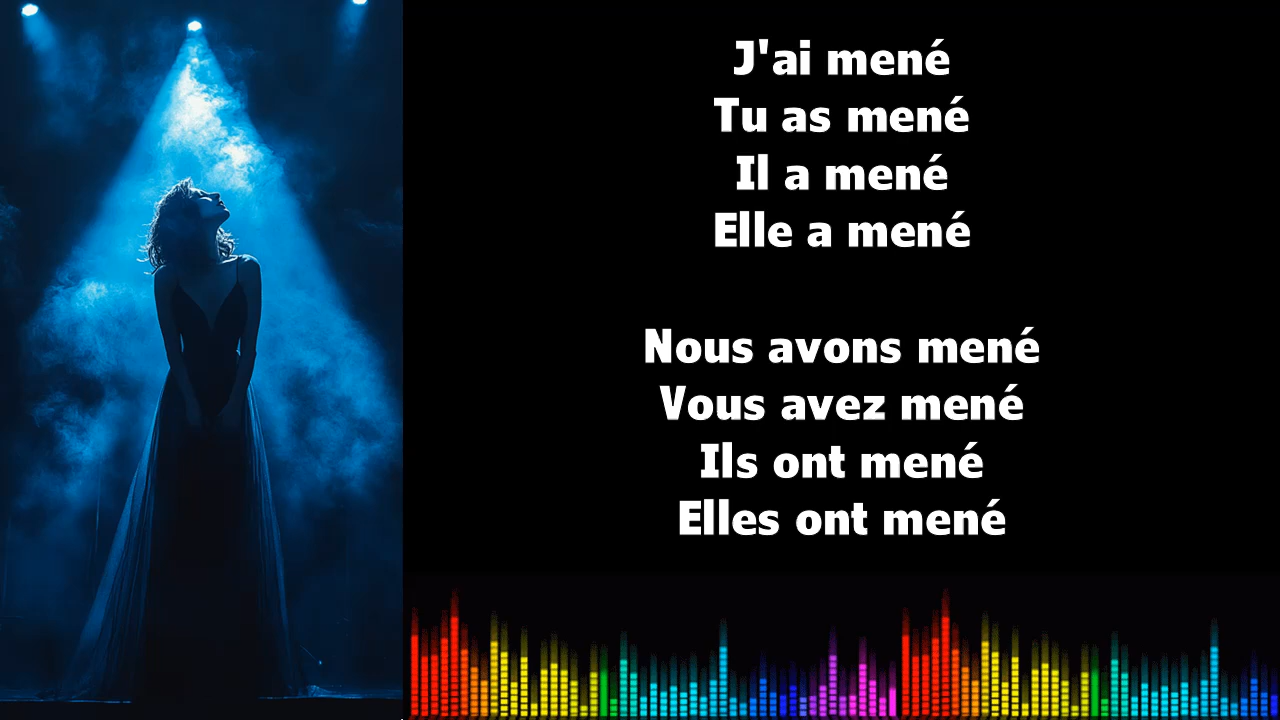 J'ai mené
Tu as mené
Il a mené
Elle a mené
Nous avons mené
Vous avez mené
Ils ont mené
Elles ont mené